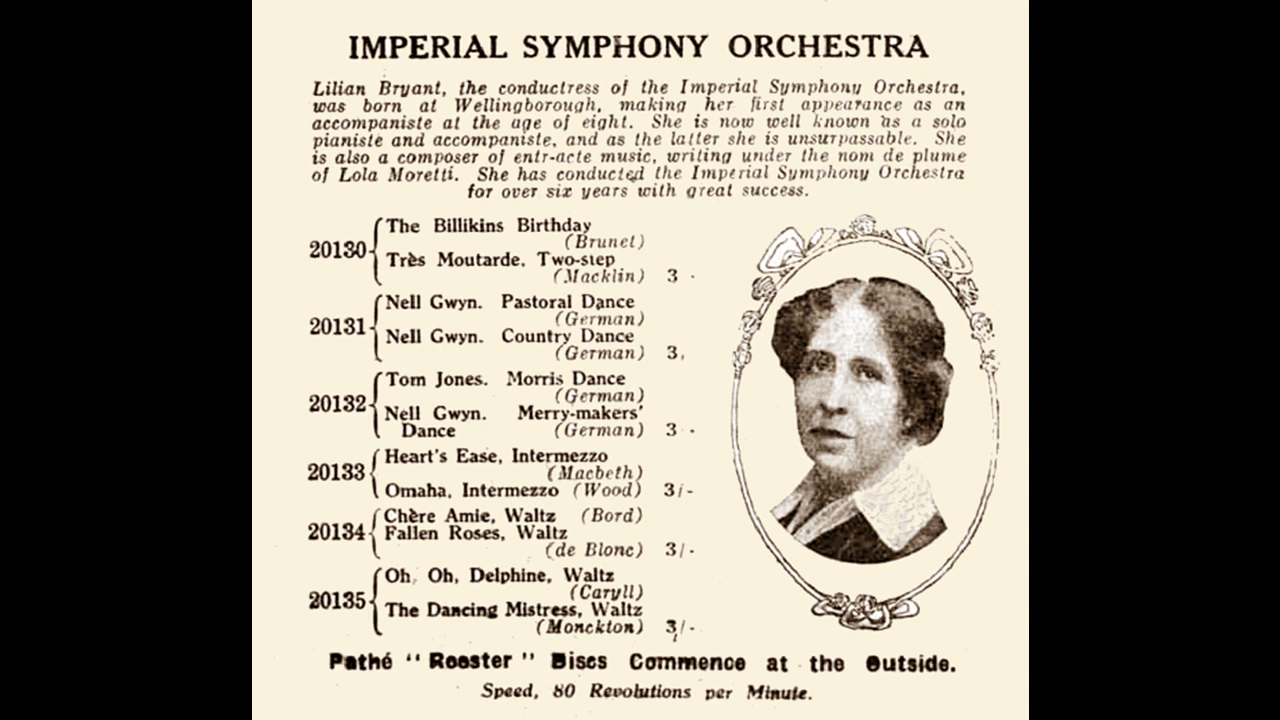 IMPERIAL SYMPHONY ORCHESTRA
Lilian Bryant, the conductress of the Imperial Symphony Orchestra,
was born at Wellingborough, making her first appearance as an
accompaniste at the age of eight. She is now well known as a solo
pianiste and accompaniste, and as the latter she is unsurpassable. She
is also a composer of entr-acte music, writing under the nom de plume
of Lola Moretti. She has conducted the Imperial Symphony Orchestra
for over six years with great success.
20130
The Billikins Birthday
(Brunet)
Très Moutarde, Two-step
(Macklin) 3
20131
Nell Gwyn. Pastoral Dance
(German)
Nell Gwyn. Country Dance
(German) 3
20132
Tom Jones. Morris Dance
(German)
Nell Gwyn. Merry-makers'
Dance (German) 3
20133
Heart's Ease, Intermezzo
(Macbeth)
Omaha, Intermezzo (Wood) 3/-
20134
Chère Amie, Waltz (Bord)
Fallen Roses, Waltz
(de Blonc) 3/-
20135
Oh, Oh, Delphine, Waltz
(Caryll)
The Dancing Mistress, Waltz
(Monckton) 3/-
Pathé "Rooster" Discs Commence at the Outside.
Speed, 80 Revolutions per Minute.